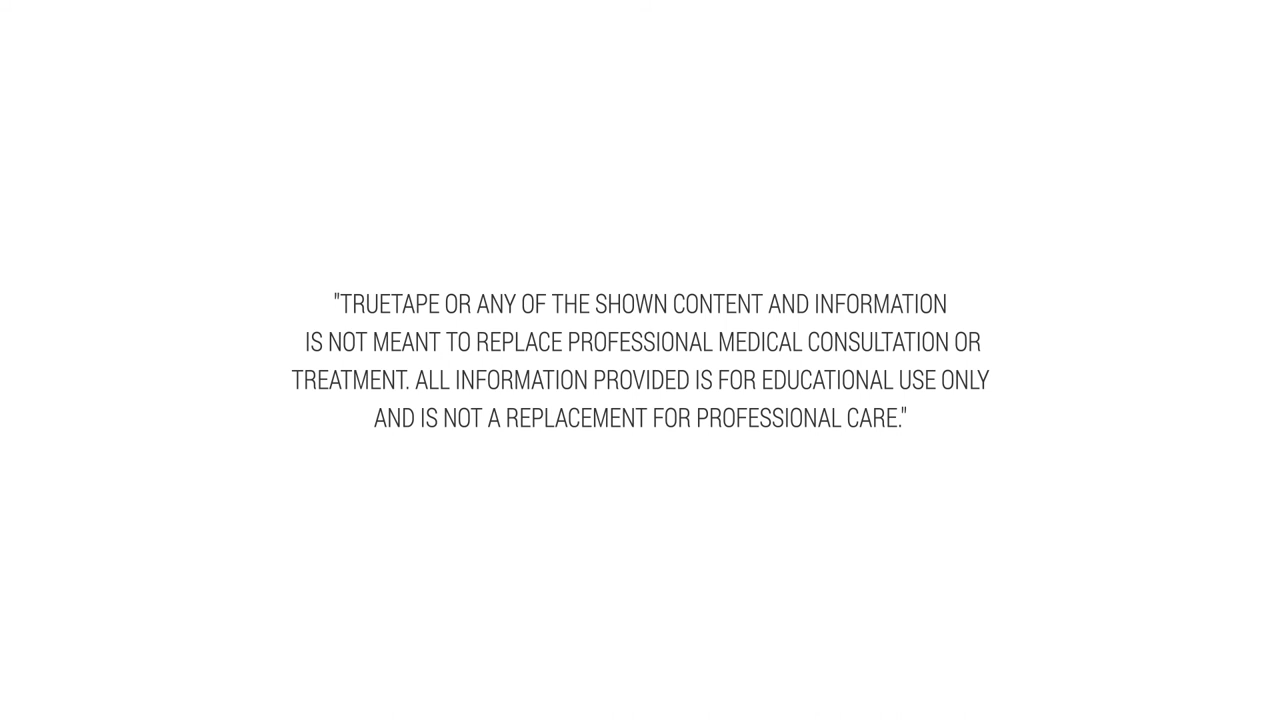 "TRUETAPE OR ANY OF THE SHOWN CONTENT AND INFORMATION
IS NOT MEANT TO REPLACE PROFESSIONAL MEDICAL CONSULTATION OR
TREATMENT. ALL INFORMATION PROVIDED IS FOR EDUCATIONAL USE ONLY
AND IS NOT A REPLACEMENT FOR PROFESSIONAL CARE."